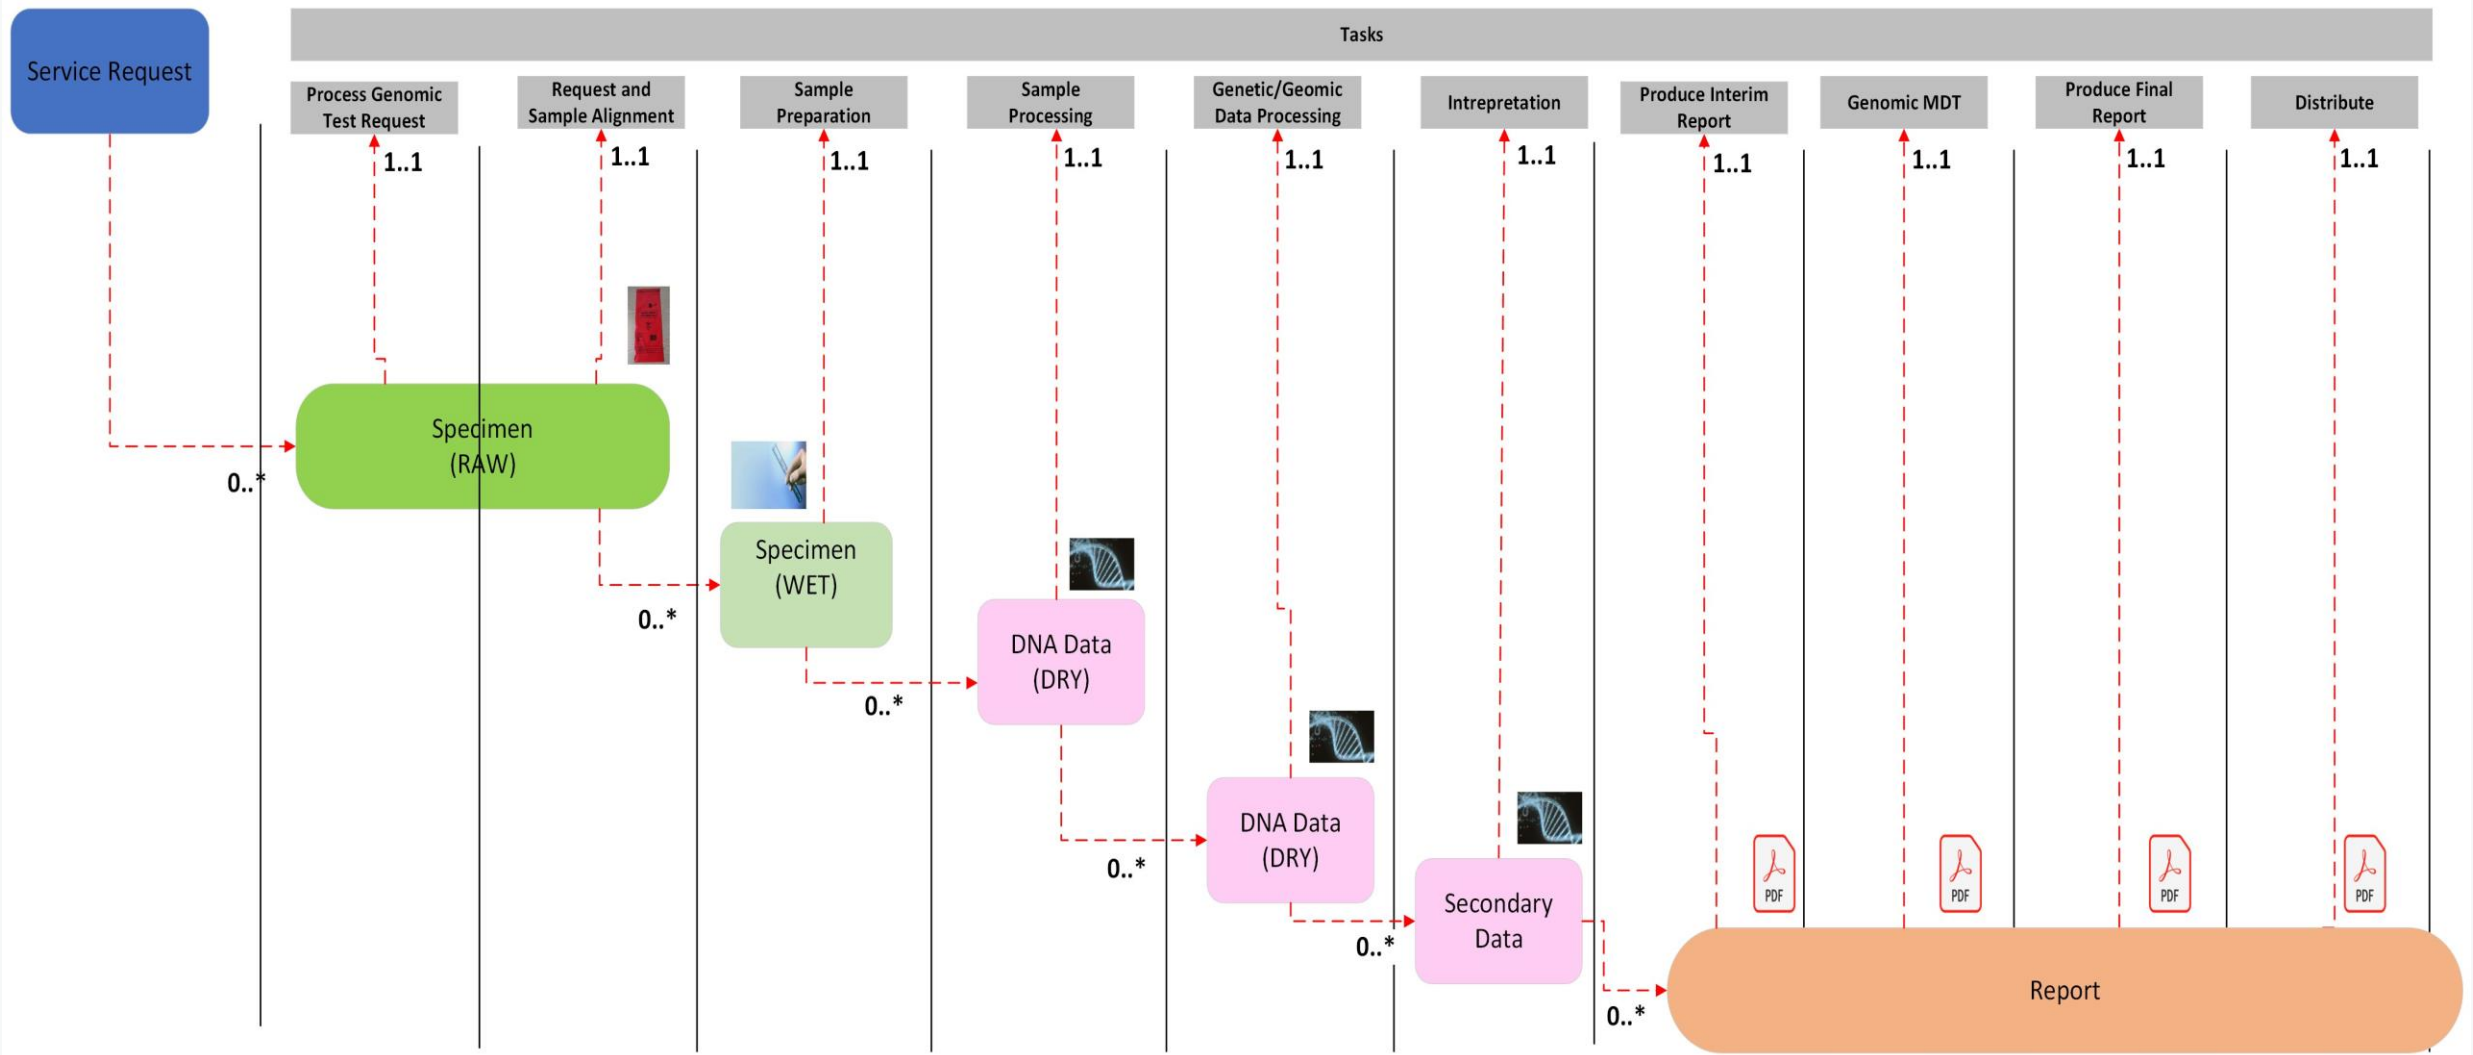 Service Request
Tasks
Process Genomic
Test Request
Request and
Sample Alignment
Sample
Preparation
Sample
Processing
Genetic/Geomic
Data Processing
Intrepretation
Produce Interim
Report
Genomic MDT
Produce Final
Report
Distribute
1..1
1..1
1..1
1..1
1..1
1..1
1..1
1..1
1..1
1..1
Specimen
(RAW)
0..*
Specimen
(WET)
0..*
DNA Data
(DRY)
0..*
DNA Data
(DRY)
0..*
Secondary
Data
0..*
PDF
PDF
PDF
PDF
Report
0..*